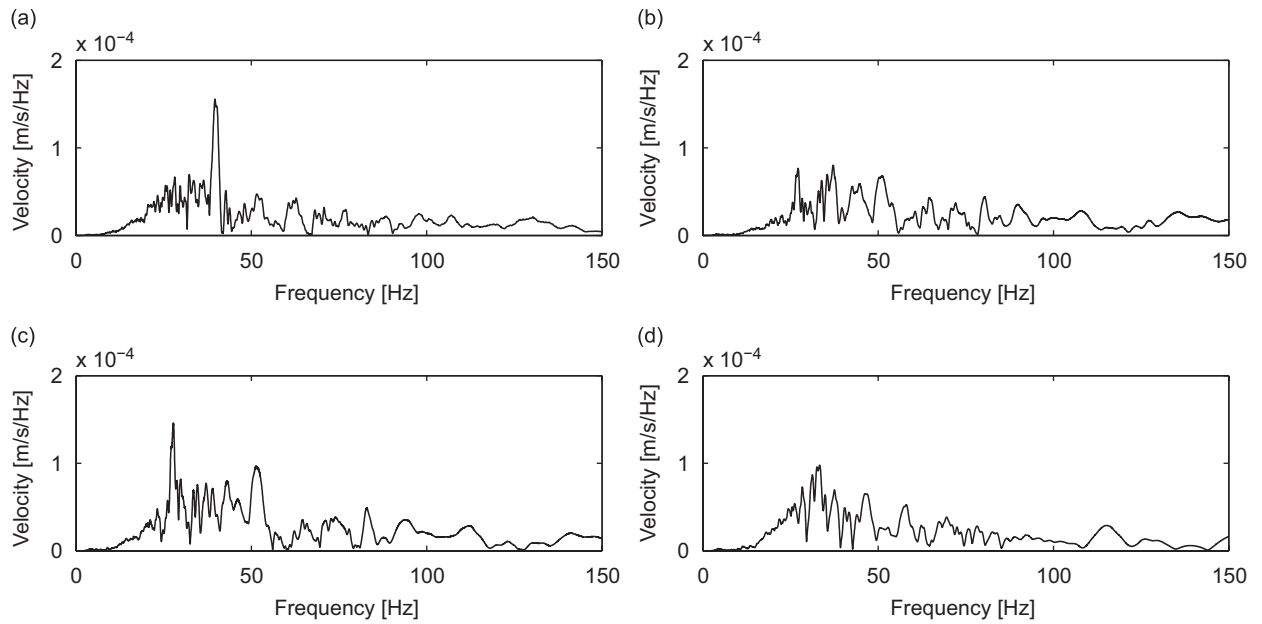 (a)
x 10⁻⁴
2
1
0
Velocity [m/s/Hz]
0 50 100 150
Frequency [Hz]
(b)
x 10⁻⁴
2
1
0
Velocity [m/s/Hz]
0 50 100 150
Frequency [Hz]
(c)
x 10⁻⁴
2
1
0
Velocity [m/s/Hz]
0 50 100 150
Frequency [Hz]
(d)
x 10⁻⁴
2
1
0
Velocity [m/s/Hz]
0 50 100 150
Frequency [Hz]